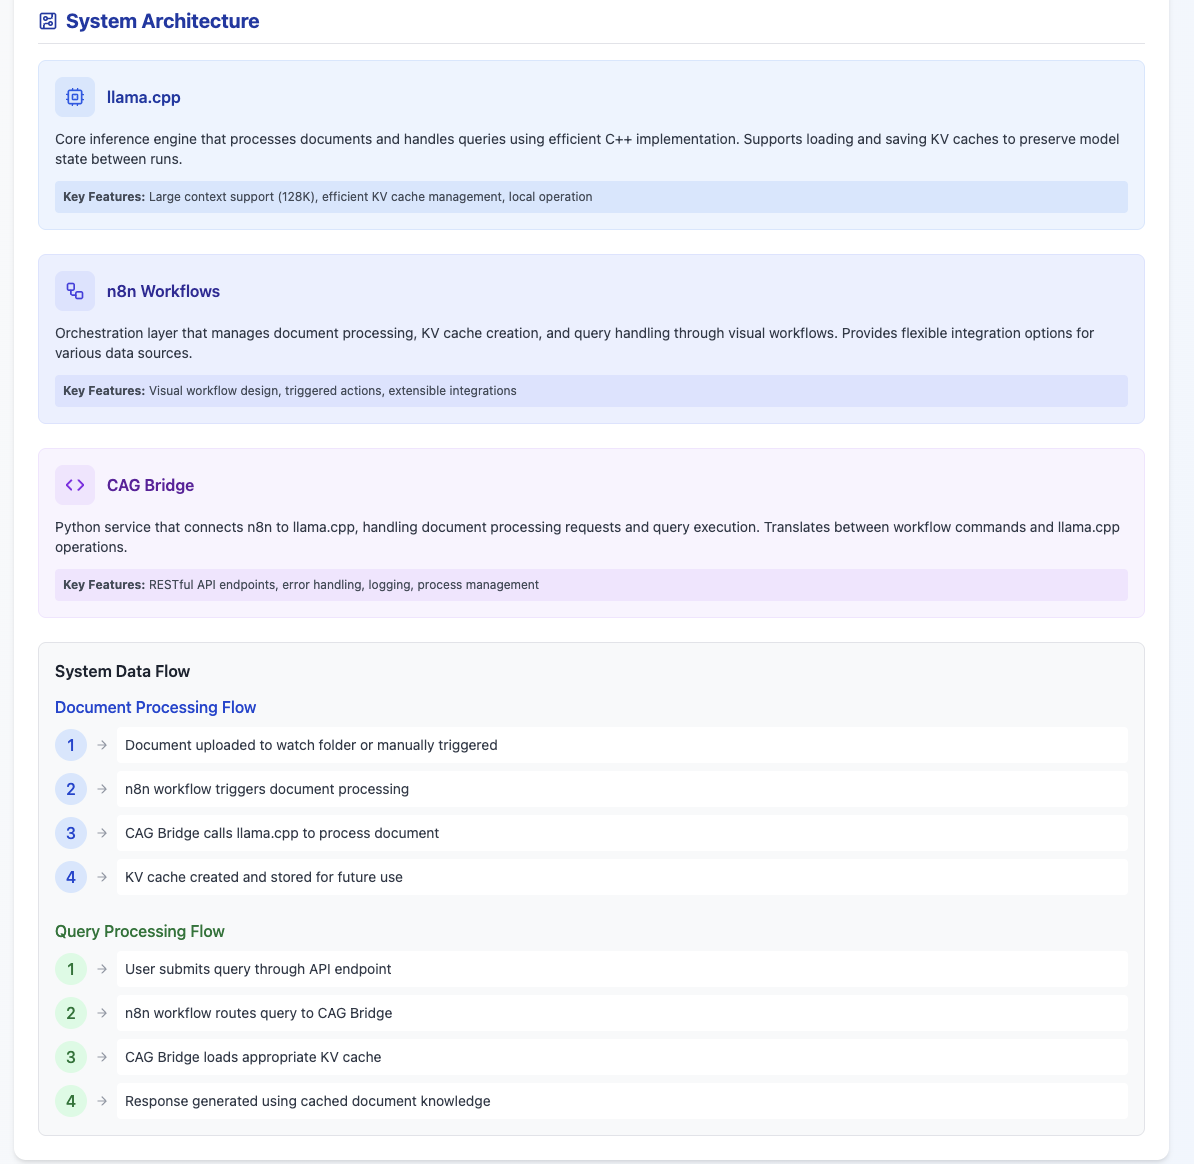 System Architecture
llama.cpp
Core inference engine that processes documents and handles queries using efficient C++ implementation. Supports loading and saving KV caches to preserve model
state between runs.
Key Features: Large context support (128K), efficient KV cache management, local operation
n8n Workflows
Orchestration layer that manages document processing, KV cache creation, and query handling through visual workflows. Provides flexible integration options for
various data sources.
Key Features: Visual workflow design, triggered actions, extensible integrations
CAG Bridge
Python service that connects n8n to llama.cpp, handling document processing requests and query execution. Translates between workflow commands and llama.cpp
operations.
Key Features: RESTful API endpoints, error handling, logging, process management
System Data Flow
Document Processing Flow
1 → Document uploaded to watch folder or manually triggered
2 → n8n workflow triggers document processing
3 → CAG Bridge calls llama.cpp to process document
4 → KV cache created and stored for future use
Query Processing Flow
1 → User submits query through API endpoint
2 → n8n workflow routes query to CAG Bridge
3 → CAG Bridge loads appropriate KV cache
4 → Response generated using cached document knowledge